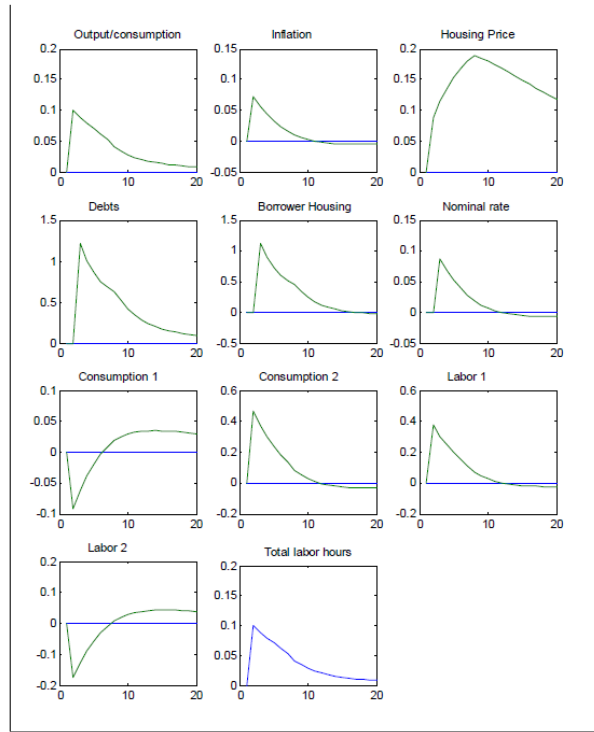 Output/consumption Inflation Housing Price
0.2 0.15 0.2
0.15 0.1 0.15
0.1 0.05 0.1
0.05 0 0.05
0 -0.05 0
0 10 20 0 10 20 0 10 20
Debts Borrower Housing Nominal rate
1.5 1.5 0.15
1 1 0.1
0.5 0.5 0.05
0 0 0
-0.5 0.05
0 10 20 0 10 20 0 10 20
Consumption 1 Consumption 2 Labor 1
0.1 0.6 0.6
0.05 0.4 0.4
0 0.2 0.2
-0.05 0 0
-0.1 -0.2 -0.2
0 10 20 0 10 20 0 10 20
Labor 2 Total labor hours
0.2 0.2
0.1 0.15
0 0.1
-0.1 0.05
-0.2 0
0 10 20 0 10 20